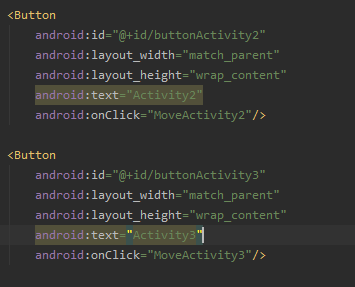 <Button
android:id="@+id/buttonActivity2"
android:layout_width="match_parent"
android:layout_height="wrap_content"
android:text="Activity2"
android:onClick="MoveActivity2"/>
<Button
android:id="@+id/buttonActivity3"
android:layout_width="match_parent"
android:layout_height="wrap_content"
android:text="Activity3"
android:onClick="MoveActivity3"/>